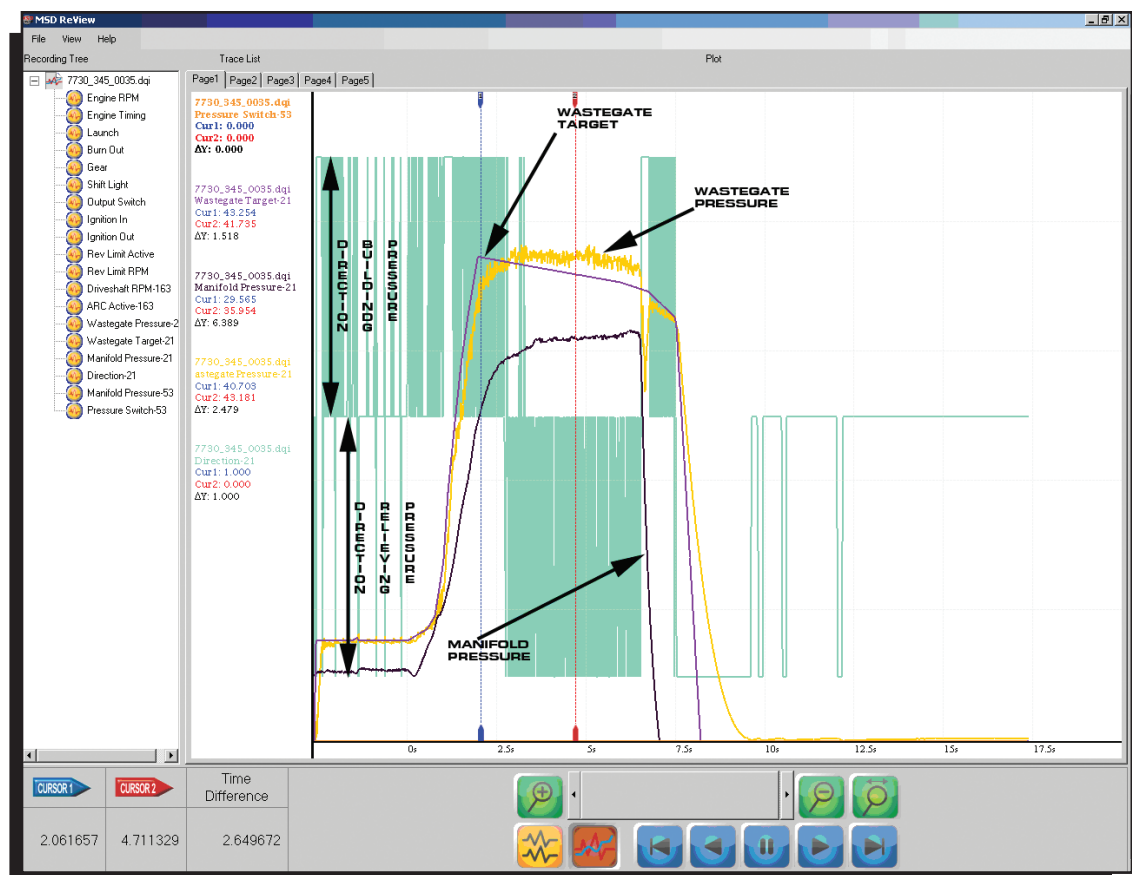 MSD ReView
File View Help
Recording Tree
Trace List
Plot
7730_345_0035.dqi
Engine RPM
Engine Timing
Launch
Burn Out
Gear
Shift Light
Output Switch
Ignition In
Ignition Out
Rev Limit Active
Rev Limit RPM
Driveshaft RPM-163
ARC Active-163
Wastegate Pressure-2
Wastegate Target-21
Manifold Pressure-21
Direction-21
Manifold Pressure-53
Pressure Switch-53
Page1 Page2 Page3 Page4 Page5
7730_345_0035.dqi
Pressure Switch-53
Cur1: 0.000
Cur2: 0.000
ΔY: 0.000
7730_345_0035.dqi
Wastegate Target-21
Cur1: 43.254
Cur2: 41.735
ΔY: 1.518
7730_345_0035.dqi
Manifold Pressure-21
Cur1: 29.565
Cur2: 35.954
ΔY: 6.389
7730_345_0035.dqi
astegate Pressure-21
Cur1: 40.703
Cur2: 43.181
ΔY: 2.479
7730_345_0035.dqi
Direction-21
Cur1: 1.000
Cur2: 0.000
ΔY: 1.000
WASTEGATE
TARGET
WASTEGATE
PRESSURE
DIRECTION
BUILDINDG
PRESSURE
DIRECTION
RELIEVING
PRESSURE
MANIFOLD
PRESSURE
0s 2.5s 5s 7.5s 10s 12.5s 15s 17.5s
CURSOR 1 CURSOR 2 Time
Difference
2.061657 4.711329 2.649672